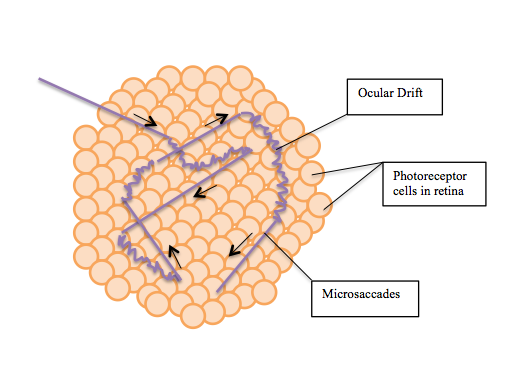 Ocular Drift
Photoreceptor
cells in retina
Microsaccades